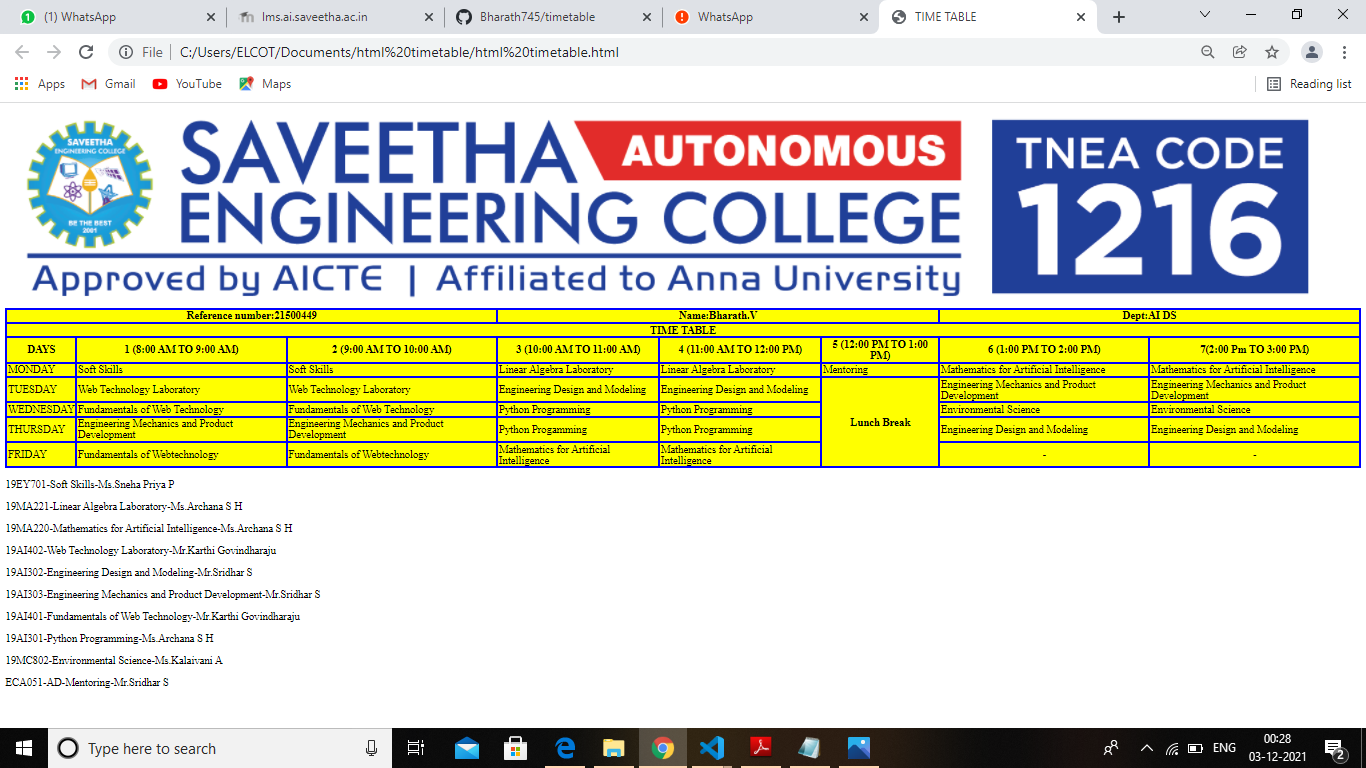 (1) WhatsApp
lms.ai.saveetha.ac.in
Bharath745/timetable
WhatsApp
TIME TABLE
File C:/Users/ELCOT/Documents/html%20timetable/html%20timetable.html
Apps Gmail YouTube Maps Reading list
SAVEETHA
ENGINEERING COLLEGE
BE THE BEST
2001
SAVEETHA AUTONOMOUS
ENGINEERING COLLEGE
Approved by AICTE | Affiliated to Anna University
TNEA CODE
1216
Reference number:21500449 Name:Bharath.V Dept:AI DS
TIME TABLE
DAYS 1 (8:00 AM TO 9:00 AM) 2 (9:00 AM TO 10:00 AM) 3 (10:00 AM TO 11:00 AM) 4 (11:00 AM TO 12:00 PM) 5 (12:00 PM TO 1:00 PM) 6 (1:00 PM TO 2:00 PM) 7(2:00 Pm TO 3:00 PM)
MONDAY Soft Skills Soft Skills Linear Algebra Laboratory Linear Algebra Laboratory Mentoring Mathematics for Artificial Intelligence Mathematics for Artificial Intelligence
TUESDAY Web Technology Laboratory Web Technology Laboratory Engineering Design and Modeling Engineering Design and Modeling Lunch Break Engineering Mechanics and Product Development Engineering Mechanics and Product Development
WEDNESDAY Fundamentals of Web Technology Fundamentals of Web Technology Python Programming Python Programming Environmental Science Environmental Science
THURSDAY Engineering Mechanics and Product Development Engineering Mechanics and Product Development Python Progamming Python Programming Engineering Design and Modeling Engineering Design and Modeling
FRIDAY Fundamentals of Webtechnology Fundamentals of Webtechnology Mathematics for Artificial Intelligence Mathematics for Artificial Intelligence - -
19EY701-Soft Skills-Ms.Sneha Priya P
19MA221-Linear Algebra Laboratory-Ms.Archana S H
19MA220-Mathematics for Artificial Intelligence-Ms.Archana S H
19AI402-Web Technology Laboratory-Mr.Karthi Govindharaju
19AI302-Engineering Design and Modeling-Mr.Sridhar S
19AI303-Engineering Mechanics and Product Development-Mr.Sridhar S
19AI401-Fundamentals of Web Technology-Mr.Karthi Govindharaju
19AI301-Python Programming-Ms.Archana S H
19MC802-Environmental Science-Ms.Kalaivani A
ECA051-AD-Mentoring-Mr.Sridhar S
Type here to search
ENG
00:28
03-12-2021
2